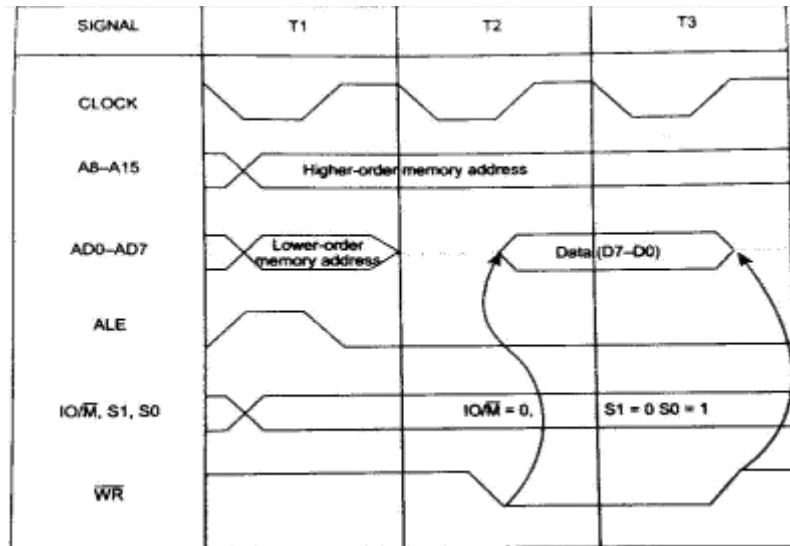 SIGNAL T1 T2 T3
CLOCK
A8–A15 Higher-order memory address
AD0–AD7 Lower-order memory address Data (D7–D0)
ALE
IO/M̅, S1, S0 IO/M̅ = 0, S1 = 0 S0 = 1
W̅R̅